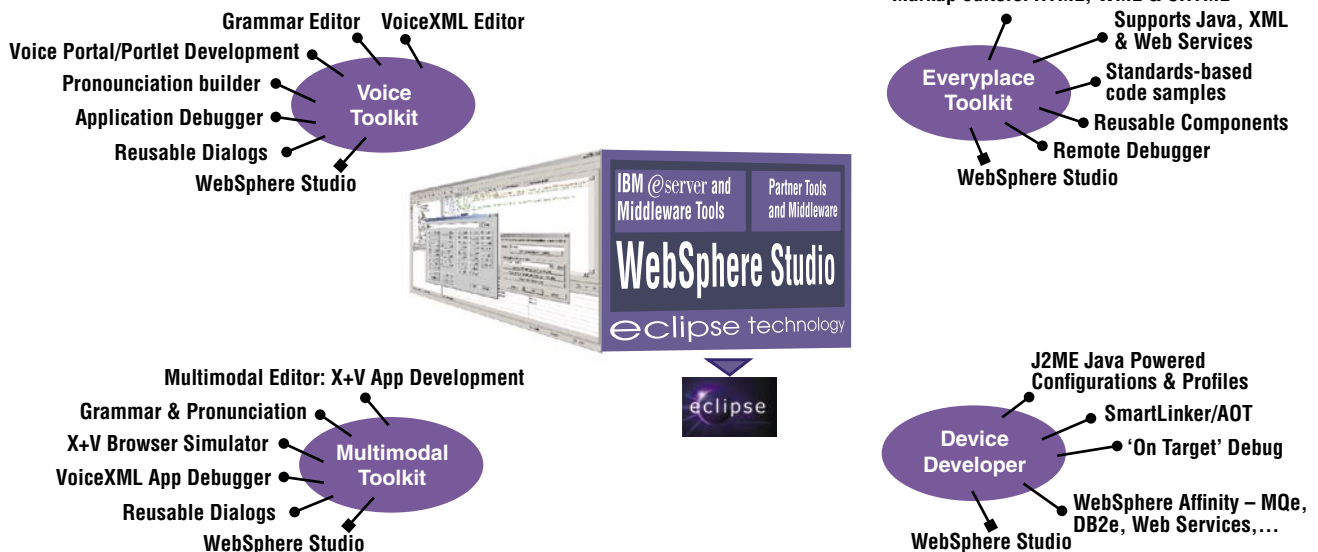 Grammar Editor
VoiceXML Editor
Voice Portal/Portlet Development
Pronounciation builder
Application Debugger
Reusable Dialogs
WebSphere Studio
Voice
Toolkit
Supports Java, XML
& Web Services
Standards-based
code samples
Reusable Components
Remote Debugger
WebSphere Studio
Everyplace
Toolkit
IBM @server and
Middleware Tools
Partner Tools
and Middleware
WebSphere Studio
eclipse technology
eclipse
Multimodal Editor: X+V App Development
Grammar & Pronunciation
X+V Browser Simulator
VoiceXML App Debugger
Reusable Dialogs
WebSphere Studio
Multimodal
Toolkit
J2ME Java Powered
Configurations & Profiles
SmartLinker/AOT
‘On Target’ Debug
WebSphere Affinity – MQe,
DB2e, Web Services,...
WebSphere Studio
Device
Developer